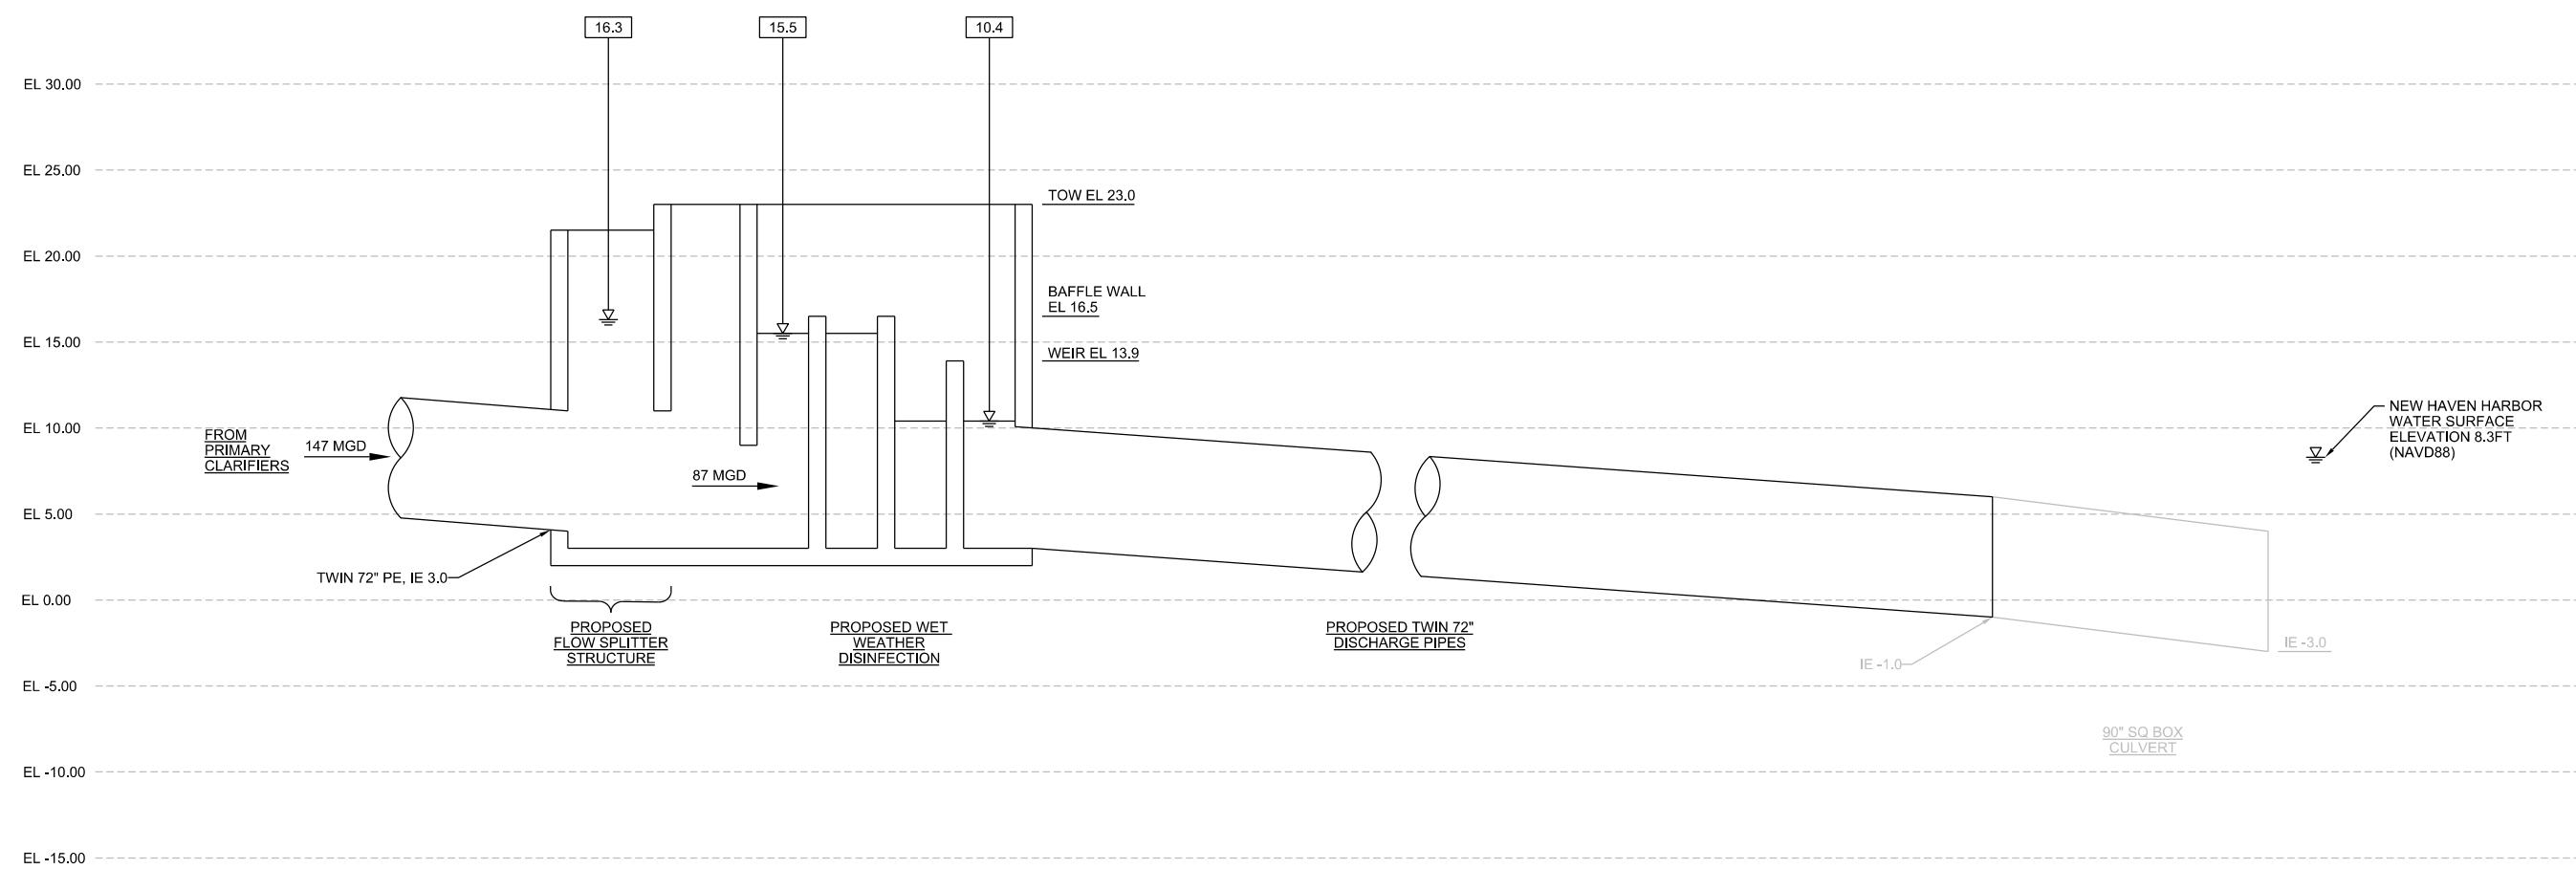 16.3
15.5
10.4
EL 30.00
EL 25.00
TOW EL 23.0
EL 20.00
BAFFLE WALL
EL 16.5
EL 15.00
WEIR EL 13.9
EL 10.00
FROM
PRIMARY
CLARIFIERS
147 MGD
NEW HAVEN HARBOR
WATER SURFACE
ELEVATION 8.3FT
(NAVD88)
87 MGD
EL 5.00
TWIN 72" PE, IE 3.0
EL 0.00
PROPOSED
FLOW SPLITTER
STRUCTURE
PROPOSED WET
WEATHER
DISINFECTION
PROPOSED TWIN 72"
DISCHARGE PIPES
IE -1.0
IE -3.0
EL -5.00
90" SQ BOX
CULVERT
EL -10.00
EL -15.00